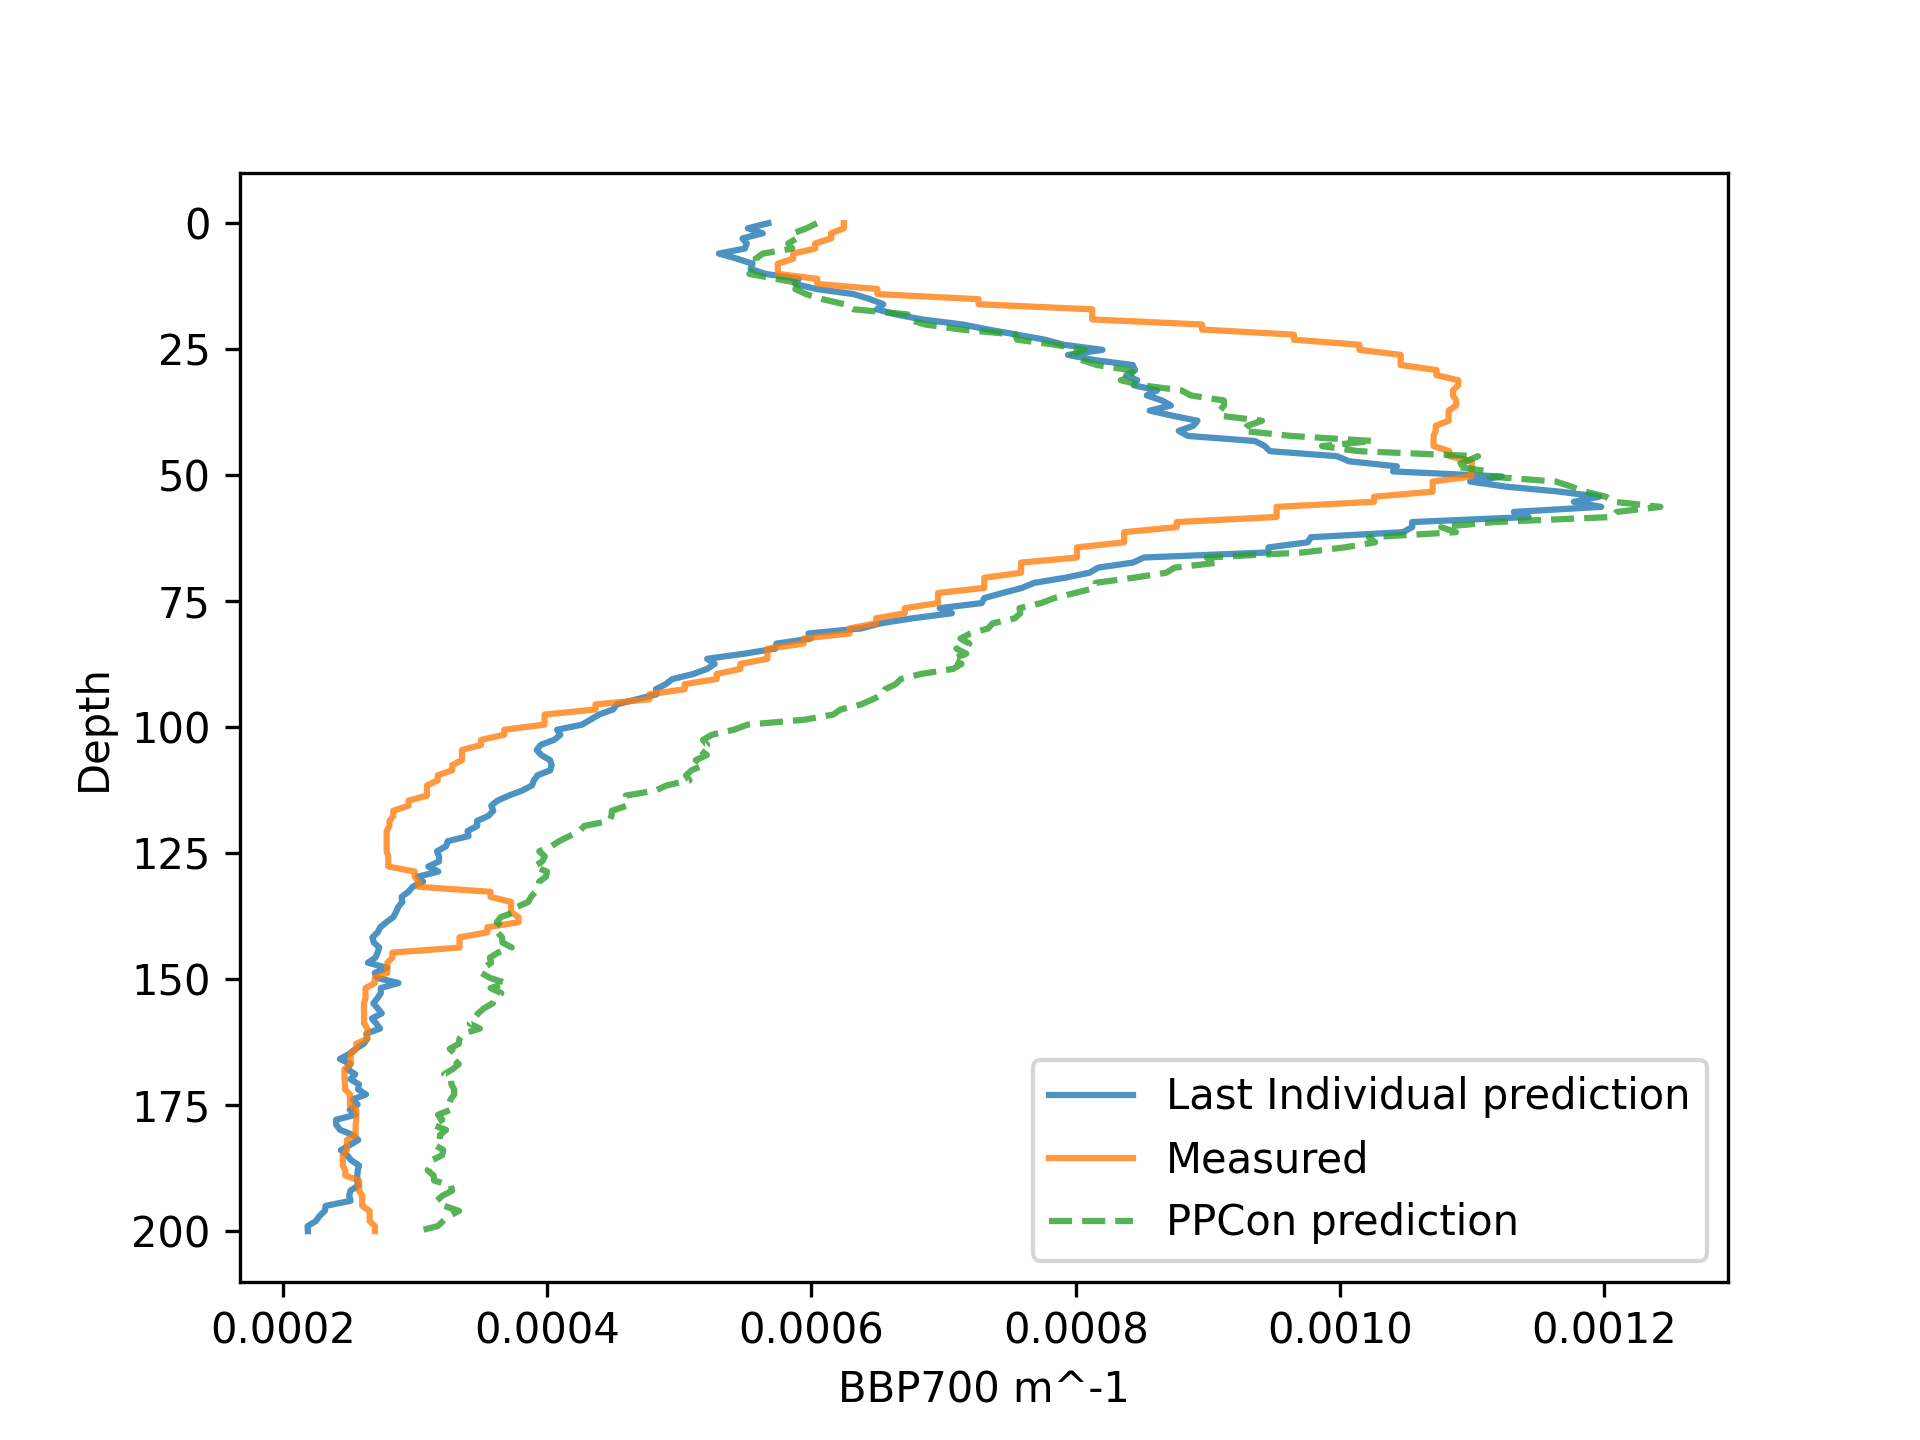 0
25
50
75
100
125
150
175
200
Depth
Last Individual prediction
Measured
PPCon prediction
0.0002 0.0004 0.0006 0.0008 0.0010 0.0012
BBP700 m^-1